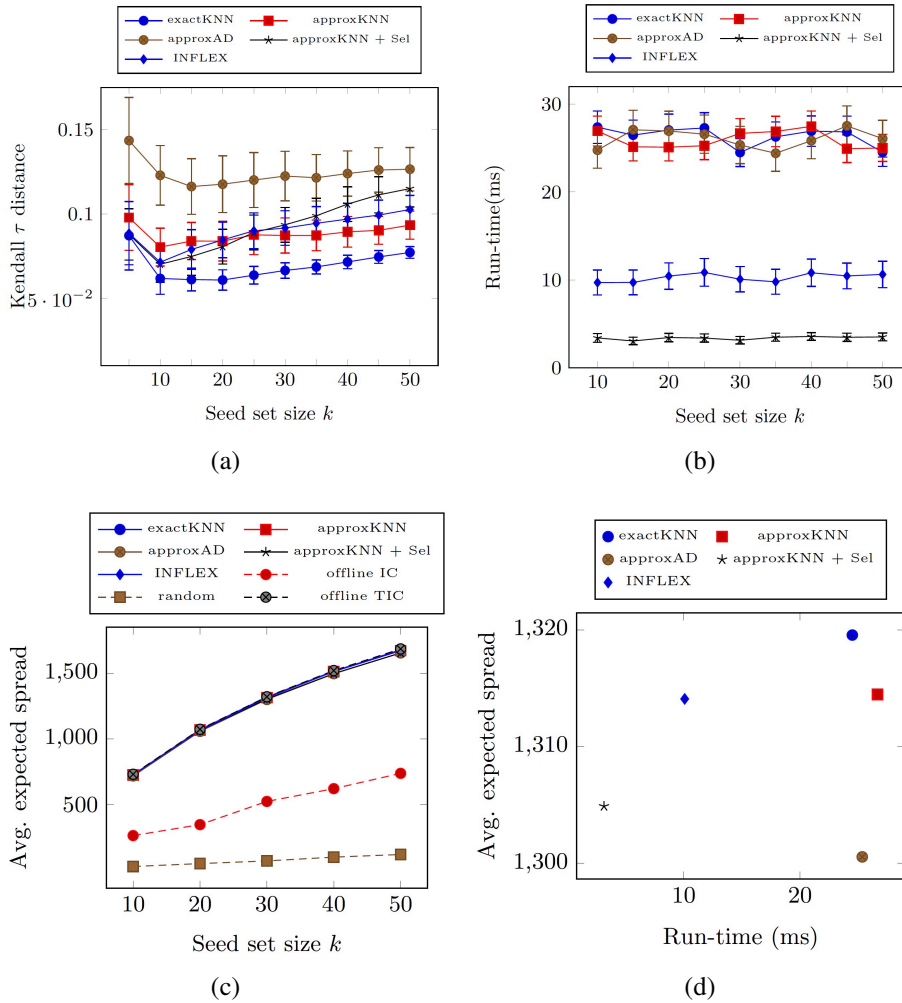 exactKNN approxKNN
approxAD approxKNN + Sel
INFLEX
0.15
0.1
5 · 10⁻²
Kendall τ distance
10 20 30 40 50
Seed set size k
(a)
exactKNN approxKNN
approxAD approxKNN + Sel
INFLEX
30
20
10
0
Run-time(ms)
10 15 20 25 30 35 40 45 50
Seed set size k
(b)
exactKNN approxKNN
approxAD approxKNN + Sel
INFLEX offline IC
random offline TIC
1,500
1,000
500
Avg. expected spread
10 20 30 40 50
Seed set size k
(c)
exactKNN approxKNN
approxAD approxKNN + Sel
INFLEX
1,320
1,310
1,300
Avg. expected spread
10 20
Run-time (ms)
(d)